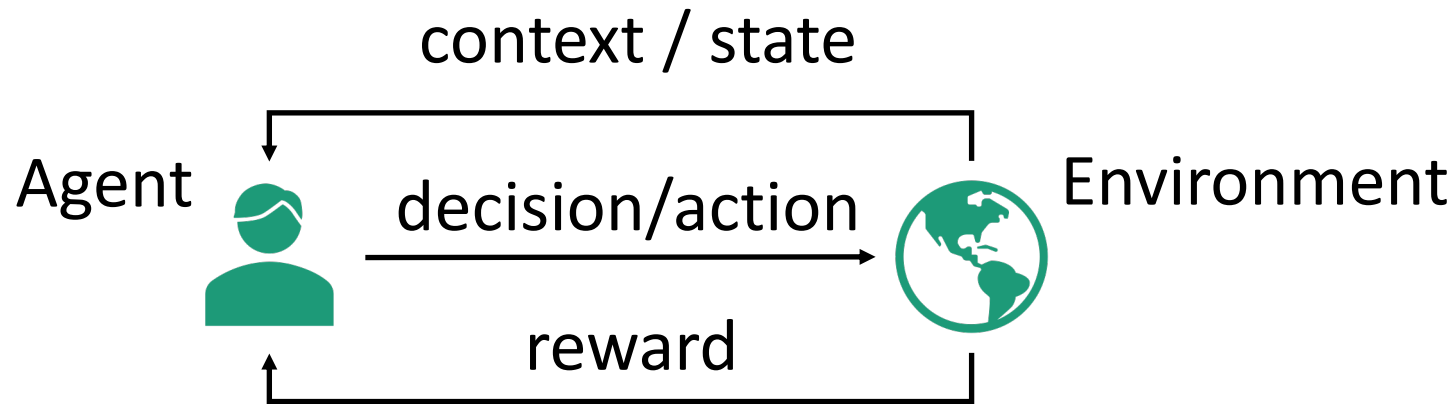 context / state
Agent
decision/action
Environment
reward